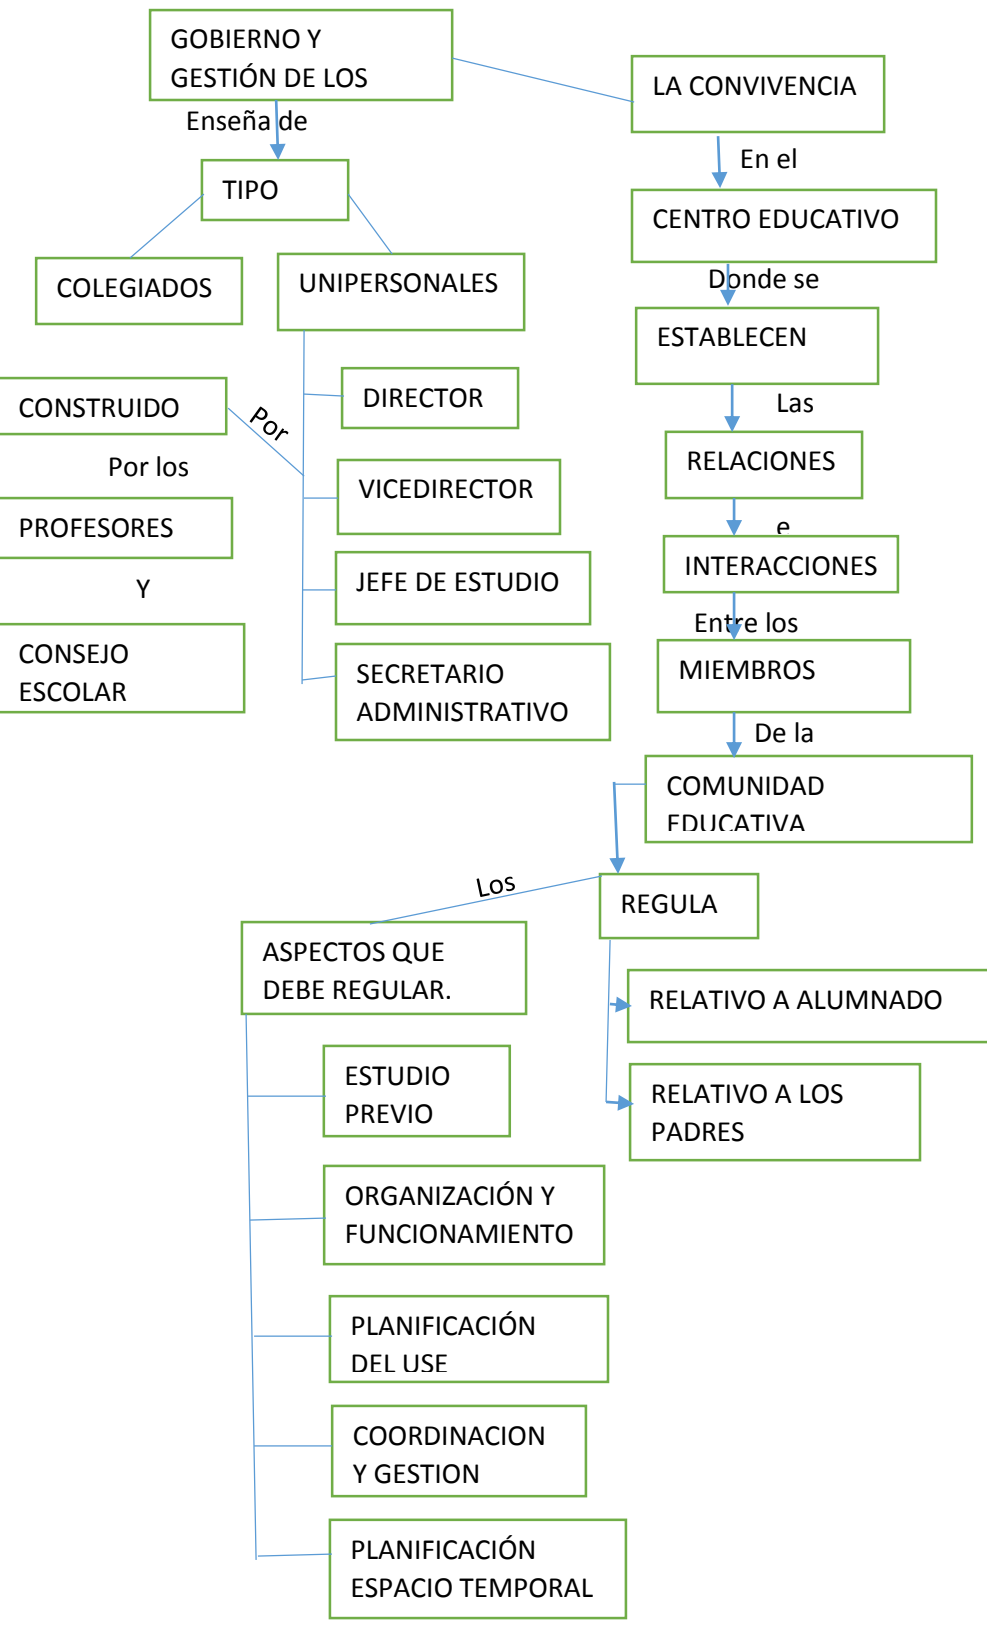 GOBIERNO Y
GESTIÓN DE LOS
Enseña de
TIPO
COLEGIADOS
UNIPERSONALES
CONSTRUIDO
Por
Por los
PROFESORES
Y
CONSEJO
ESCOLAR
DIRECTOR
VICEDIRECTOR
JEFE DE ESTUDIO
SECRETARIO
ADMINISTRATIVO
LA CONVIVENCIA
En el
CENTRO EDUCATIVO
Donde se
ESTABLECEN
Las
RELACIONES
e
INTERACCIONES
Entre los
MIEMBROS
De la
COMUNIDAD
EDUCATIVA
REGULA
Los
ASPECTOS QUE
DEBE REGULAR.
RELATIVO A ALUMNADO
RELATIVO A LOS
PADRES
ESTUDIO
PREVIO
ORGANIZACIÓN Y
FUNCIONAMIENTO
PLANIFICACIÓN
DEL USE
COORDINACION
Y GESTION
PLANIFICACIÓN
ESPACIO TEMPORAL